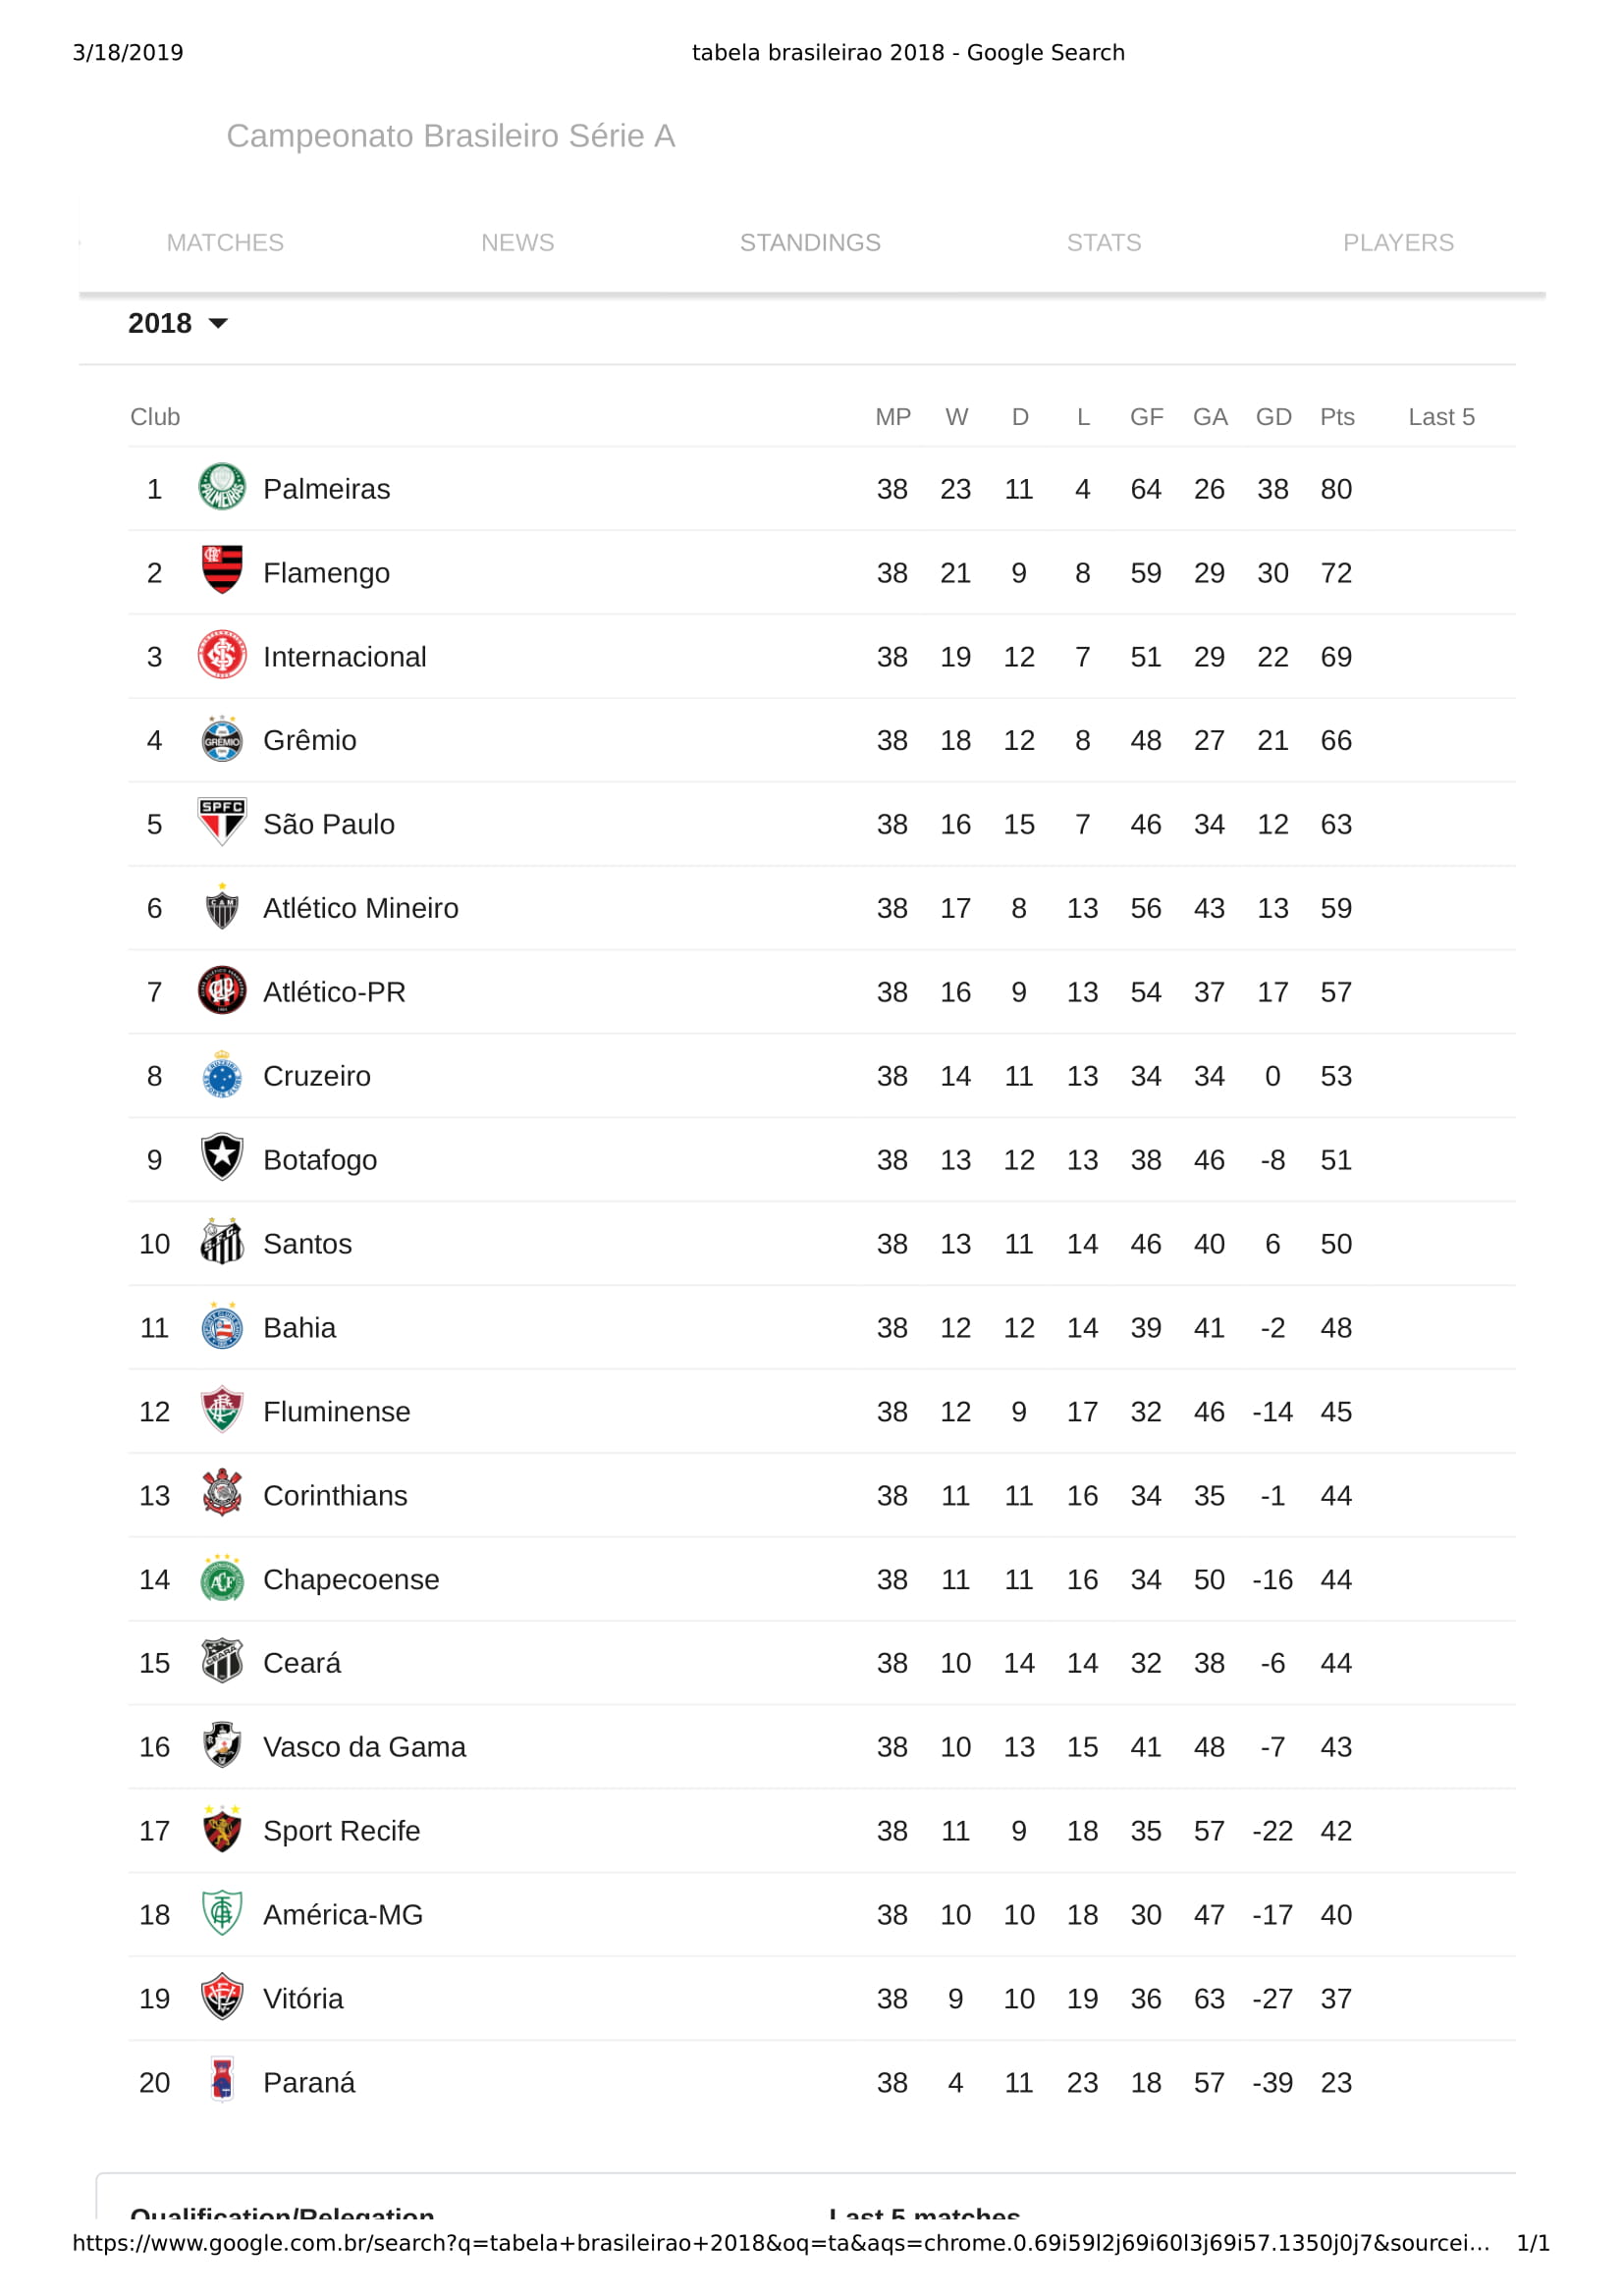 3/18/2019 tabela brasileirao 2018 - Google Search
Campeonato Brasileiro Série A
MATCHES NEWS STANDINGS STATS PLAYERS
2018
Club MP W D L GF GA GD Pts Last 5
1 Palmeiras 38 23 11 4 64 26 38 80
2 Flamengo 38 21 9 8 59 29 30 72
3 Internacional 38 19 12 7 51 29 22 69
4 Grêmio 38 18 12 8 48 27 21 66
5 São Paulo 38 16 15 7 46 34 12 63
6 Atlético Mineiro 38 17 8 13 56 43 13 59
7 Atlético-PR 38 16 9 13 54 37 17 57
8 Cruzeiro 38 14 11 13 34 34 0 53
9 Botafogo 38 13 12 13 38 46 -8 51
10 Santos 38 13 11 14 46 40 6 50
11 Bahia 38 12 12 14 39 41 -2 48
12 Fluminense 38 12 9 17 32 46 -14 45
13 Corinthians 38 11 11 16 34 35 -1 44
14 Chapecoense 38 11 11 16 34 50 -16 44
15 Ceará 38 10 14 14 32 38 -6 44
16 Vasco da Gama 38 10 13 15 41 48 -7 43
17 Sport Recife 38 11 9 18 35 57 -22 42
18 América-MG 38 10 10 18 30 47 -17 40
19 Vitória 38 9 10 19 36 63 -27 37
20 Paraná 38 4 11 23 18 57 -39 23
Qualification/Relegation Last 5 matches
https://www.google.com.br/search?q=tabela+brasileirao+2018&oq=ta&aqs=chrome.0.69i59l2j69i60l3j69i57.1350j0j7&sourcei… 1/1